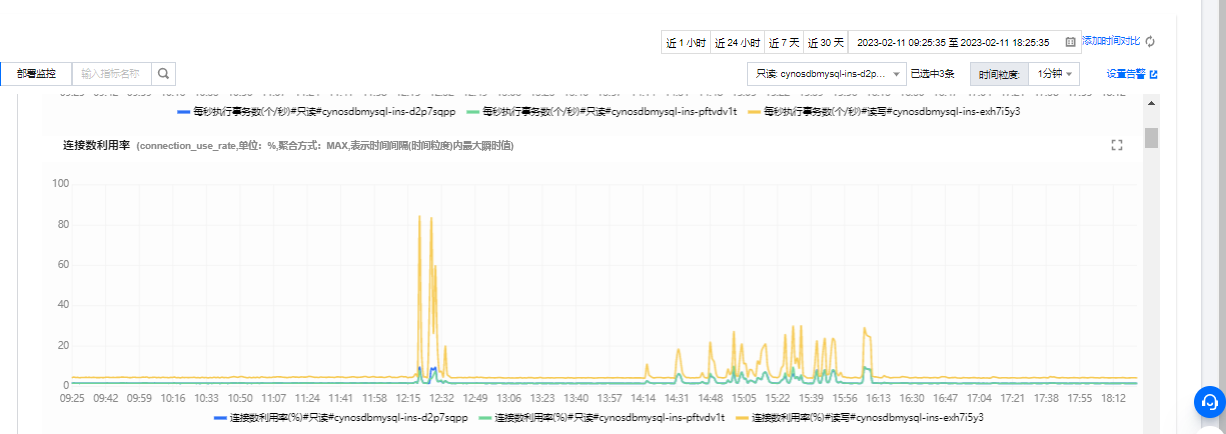 近 1 小时 近 24 小时 近 7 天 近 30 天 2023-02-11 09:25:35 至 2023-02-11 18:25:35 添加时间对比
部署监控 输入指标名称 只读: cynosdbmysql-ins-d2p... 已选中3条 时间粒度: 1分钟 设置告警
每秒执行事务数(个/秒)#只读#cynosdbmysql-ins-d2p7sqpp 每秒执行事务数(个/秒)#只读#cynosdbmysql-ins-pftvdv1t 每秒执行事务数(个/秒)#读写#cynosdbmysql-ins-exh7i5y3
连接数利用率 (connection_use_rate,单位: %,聚合方式: MAX,表示时间间隔(时间粒度)内最大瞬时值)
100
80
60
40
20
0
09:25 09:42 09:59 10:16 10:33 10:50 11:07 11:24 11:41 11:58 12:15 12:32 12:49 13:06 13:23 13:40 13:57 14:14 14:31 14:48 15:05 15:22 15:39 15:56 16:13 16:30 16:47 17:04 17:21 17:38 17:55 18:12
连接数利用率(%)#只读#cynosdbmysql-ins-d2p7sqpp 连接数利用率(%)#只读#cynosdbmysql-ins-pftvdv1t 连接数利用率(%)#读写#cynosdbmysql-ins-exh7i5y3